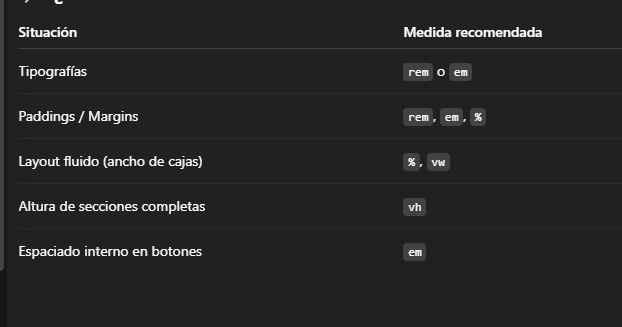 Situación Medida recomendada
Tipografías rem o em
Paddings / Margins rem, em, %
Layout fluido (ancho de cajas) %, vw
Altura de secciones completas vh
Espaciado interno en botones em